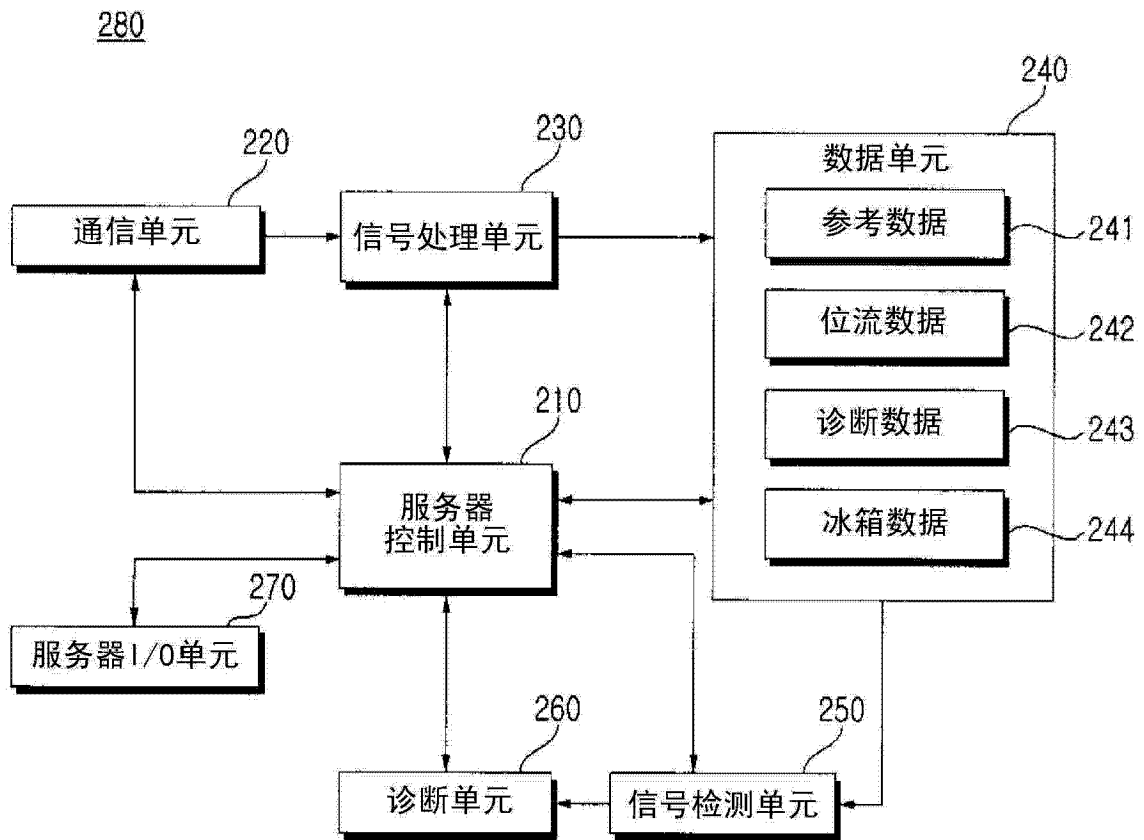 280
240
220
230
数据单元
通信单元
信号处理单元
参考数据
241
位流数据
242
210
诊断数据
243
服务器
控制单元
冰箱数据
244
270
服务器I/O单元
260
250
诊断单元
信号检测单元